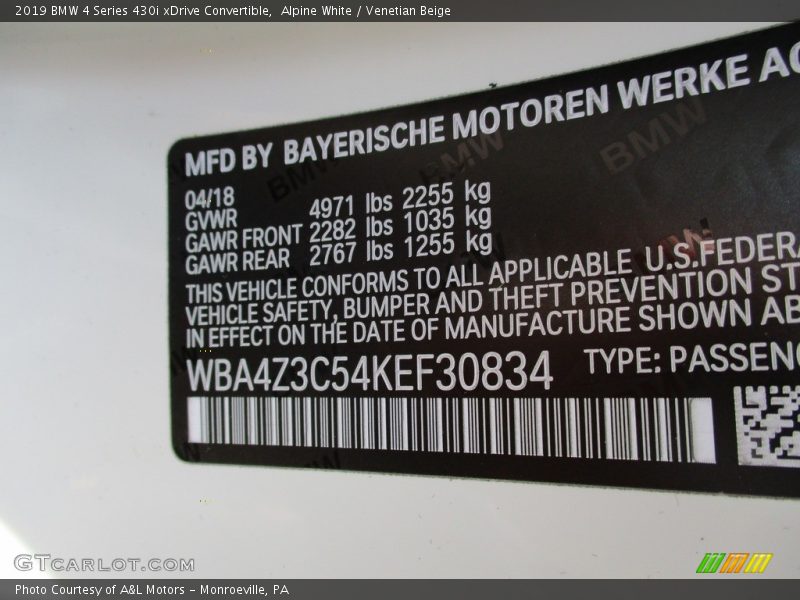 2019 BMW 4 Series 430i xDrive Convertible, Alpine White / Venetian Beige
MFD BY BAYERISCHE MOTOREN WERKE AG
04/18
GVWR 4971 lbs 2255 kg
GAWR FRONT 2282 lbs 1035 kg
GAWR REAR 2767 lbs 1255 kg
THIS VEHICLE CONFORMS TO ALL APPLICABLE U.S.FEDERA
VEHICLE SAFETY, BUMPER AND THEFT PREVENTION ST
IN EFFECT ON THE DATE OF MANUFACTURE SHOWN AB
WBA4Z3C54KEF30834 TYPE: PASSENG
GTCARLOT.COM
Photo Courtesy of A&L Motors - Monroeville, PA